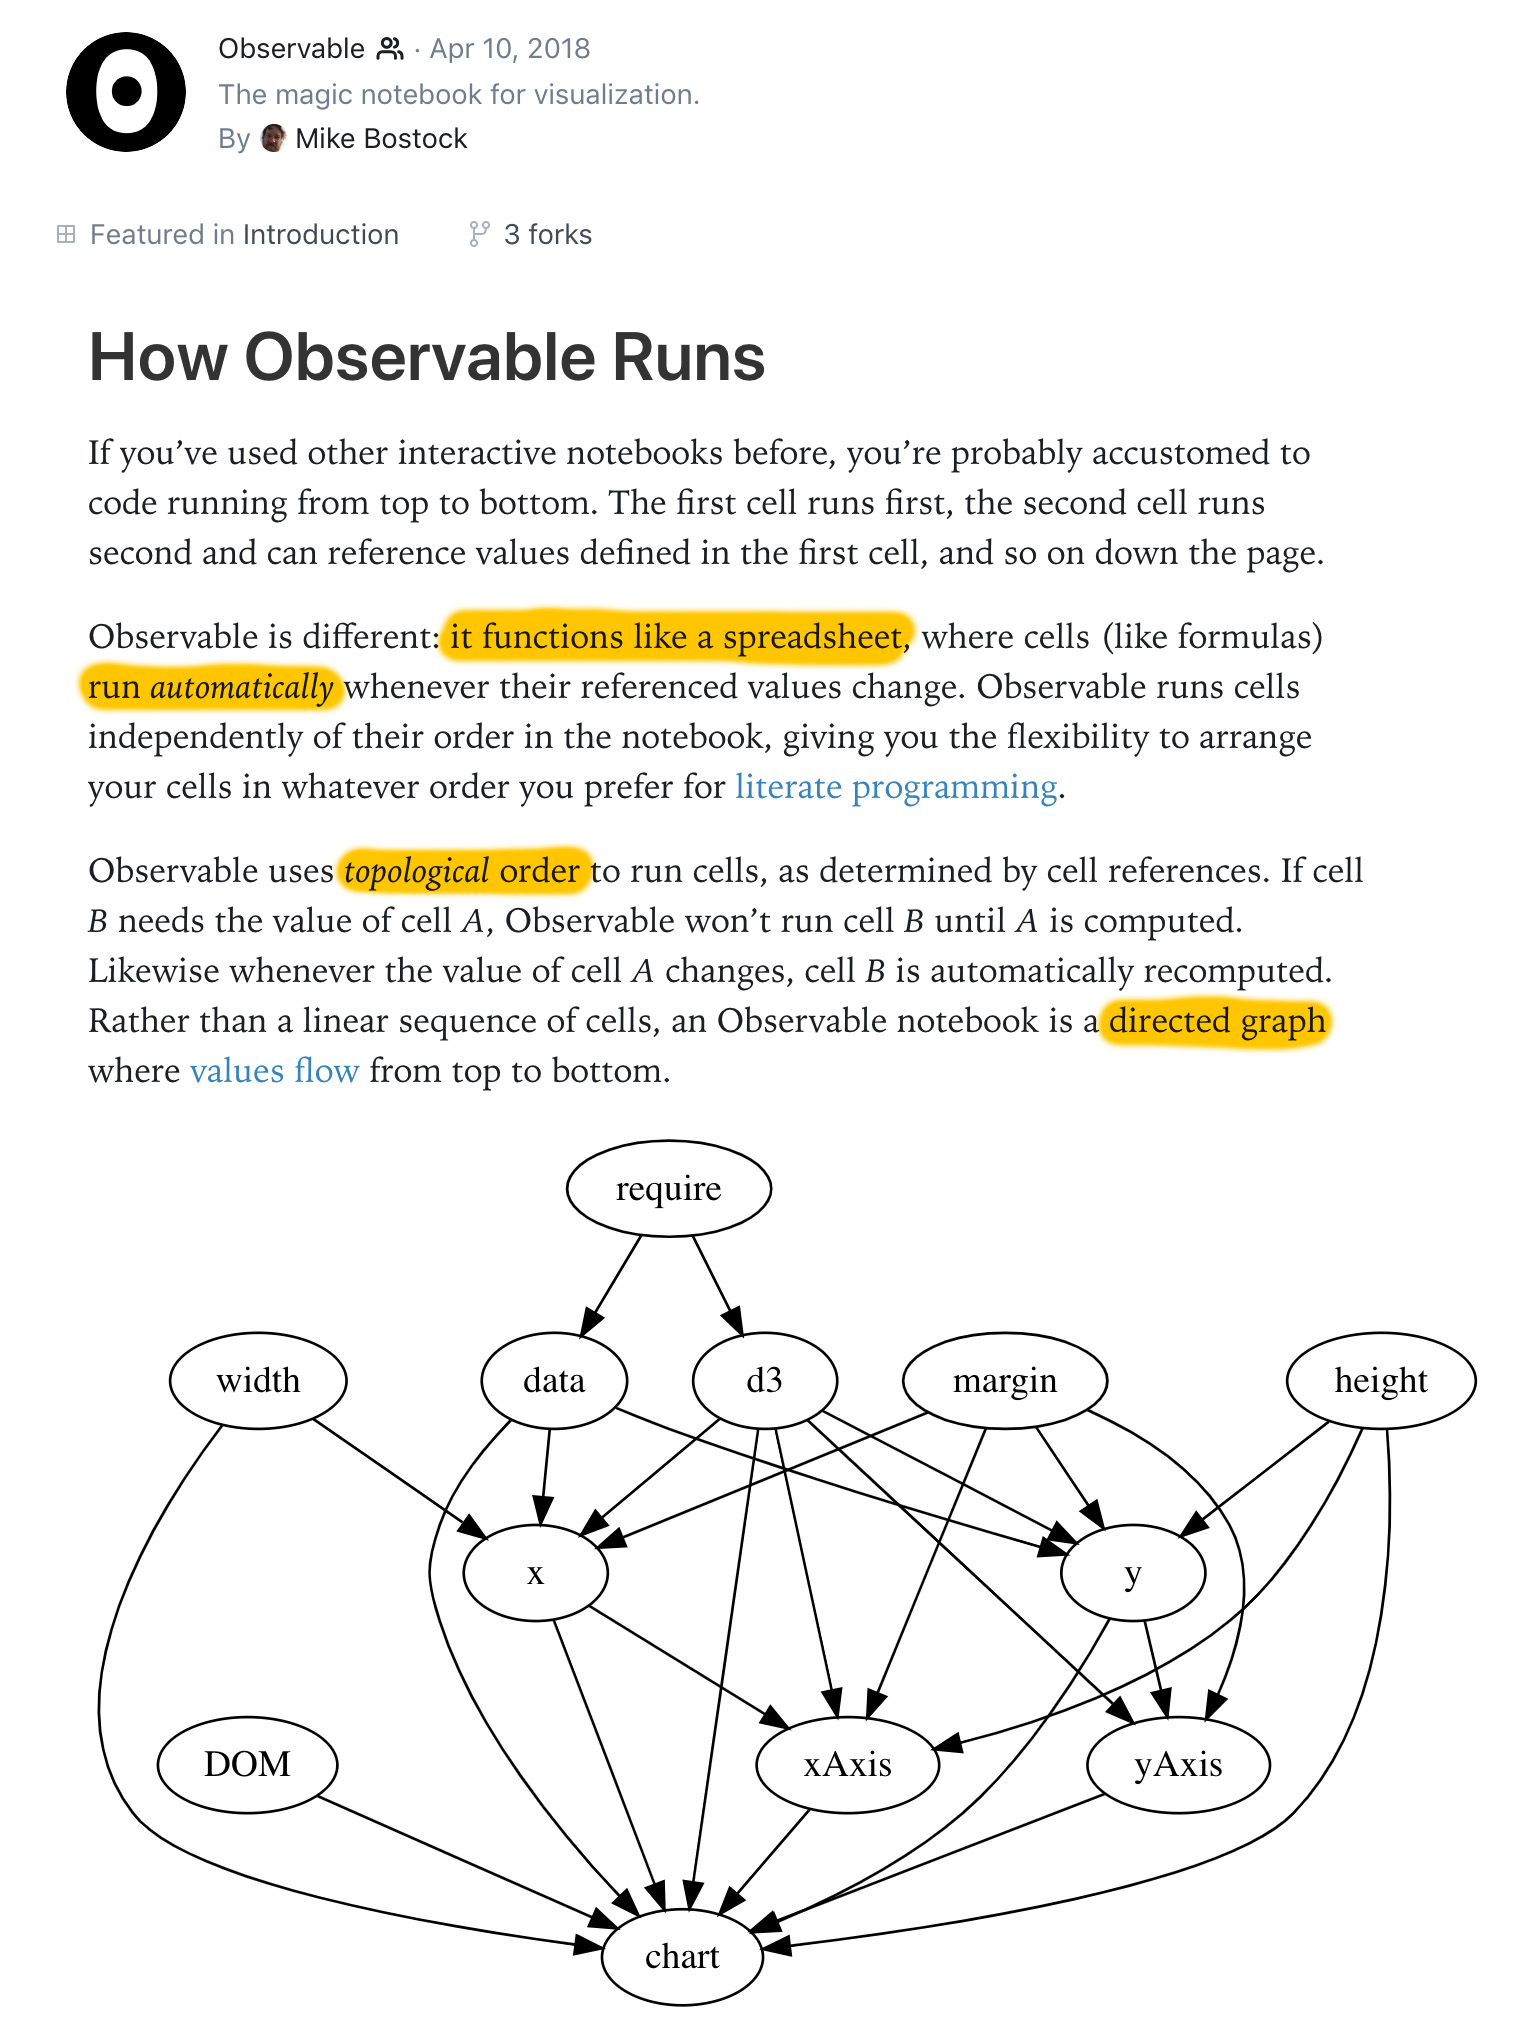 Observable · Apr 10, 2018
The magic notebook for visualization.
By Mike Bostock
Featured in Introduction
3 forks
How Observable Runs
If you’ve used other interactive notebooks before, you’re probably accustomed to
code running from top to bottom. The first cell runs first, the second cell runs
second and can reference values defined in the first cell, and so on down the page.
Observable is different: it functions like a spreadsheet, where cells (like formulas)
run automatically whenever their referenced values change. Observable runs cells
independently of their order in the notebook, giving you the flexibility to arrange
your cells in whatever order you prefer for literate programming.
Observable uses topological order to run cells, as determined by cell references. If cell
B needs the value of cell A, Observable won’t run cell B until A is computed.
Likewise whenever the value of cell A changes, cell B is automatically recomputed.
Rather than a linear sequence of cells, an Observable notebook is a directed graph
where values flow from top to bottom.
require
width
data
d3
margin
height
x
y
DOM
xAxis
yAxis
chart